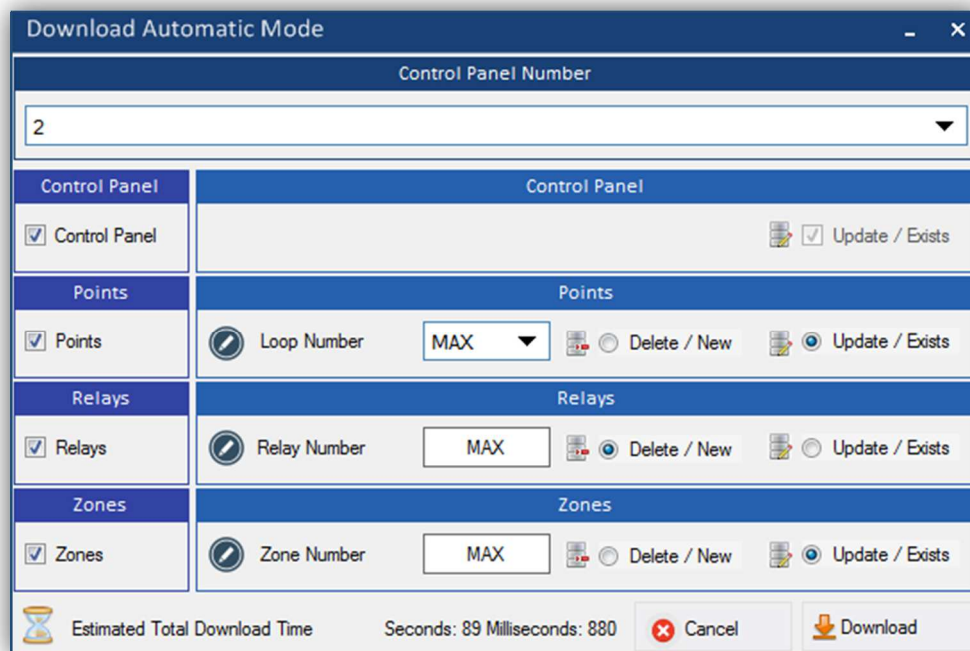 Download Automatic Mode
Control Panel Number
2
Control Panel Control Panel
Control Panel Update / Exists
Points Points
Points Loop Number MAX Delete / New Update / Exists
Relays Relays
Relays Relay Number MAX Delete / New Update / Exists
Zones Zones
Zones Zone Number MAX Delete / New Update / Exists
Estimated Total Download Time Seconds: 89 Milliseconds: 880 Cancel Download